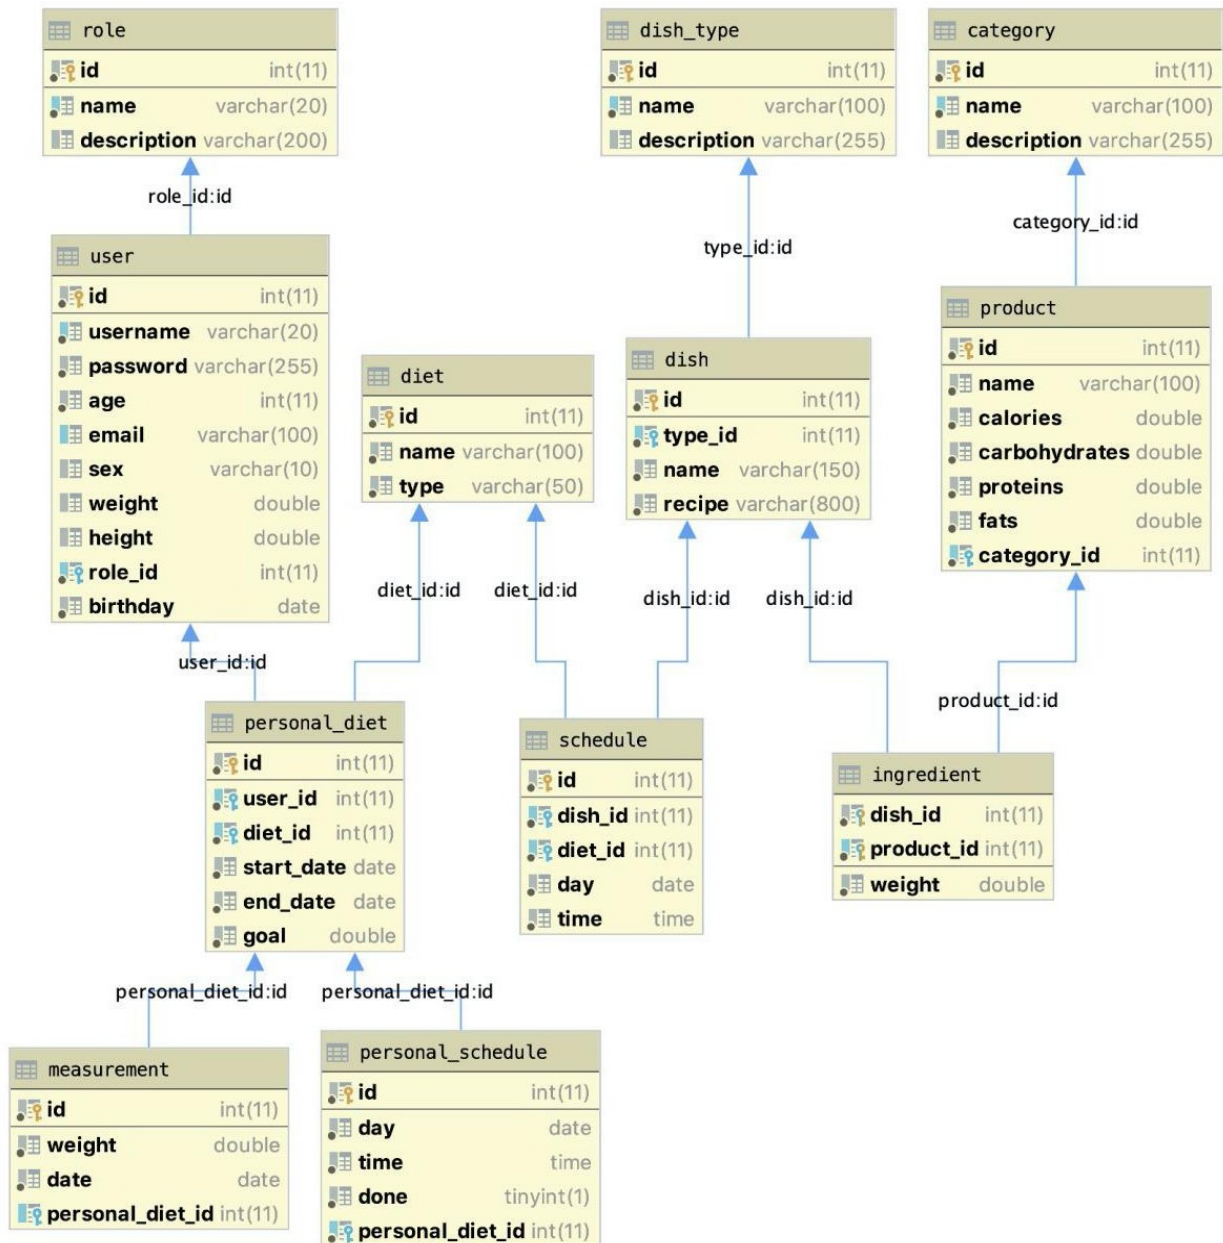 role
id int(11)
name varchar(20)
description varchar(200)
dish_type
id int(11)
name varchar(100)
description varchar(255)
category
id int(11)
name varchar(100)
description varchar(255)
role_id:id
type_id:id
category_id:id
user
id int(11)
username varchar(20)
password varchar(255)
age int(11)
email varchar(100)
sex varchar(10)
weight double
height double
role_id int(11)
birthday date
diet
id int(11)
name varchar(100)
type varchar(50)
dish
id int(11)
type_id int(11)
name varchar(150)
recipe varchar(800)
product
id int(11)
name varchar(100)
calories double
carbohydrates double
proteins double
fats double
category_id int(11)
diet_id:id
diet_id:id
dish_id:id
dish_id:id
user_id:id
product_id:id
personal_diet
id int(11)
user_id int(11)
diet_id int(11)
start_date date
end_date date
goal double
schedule
id int(11)
dish_id int(11)
diet_id int(11)
day date
time time
ingredient
dish_id int(11)
product_id int(11)
weight double
personal_diet_id:id
personal_diet_id:id
measurement
id int(11)
weight double
date date
personal_diet_id int(11)
personal_schedule
id int(11)
day date
time time
done tinyint(1)
personal_diet_id int(11)